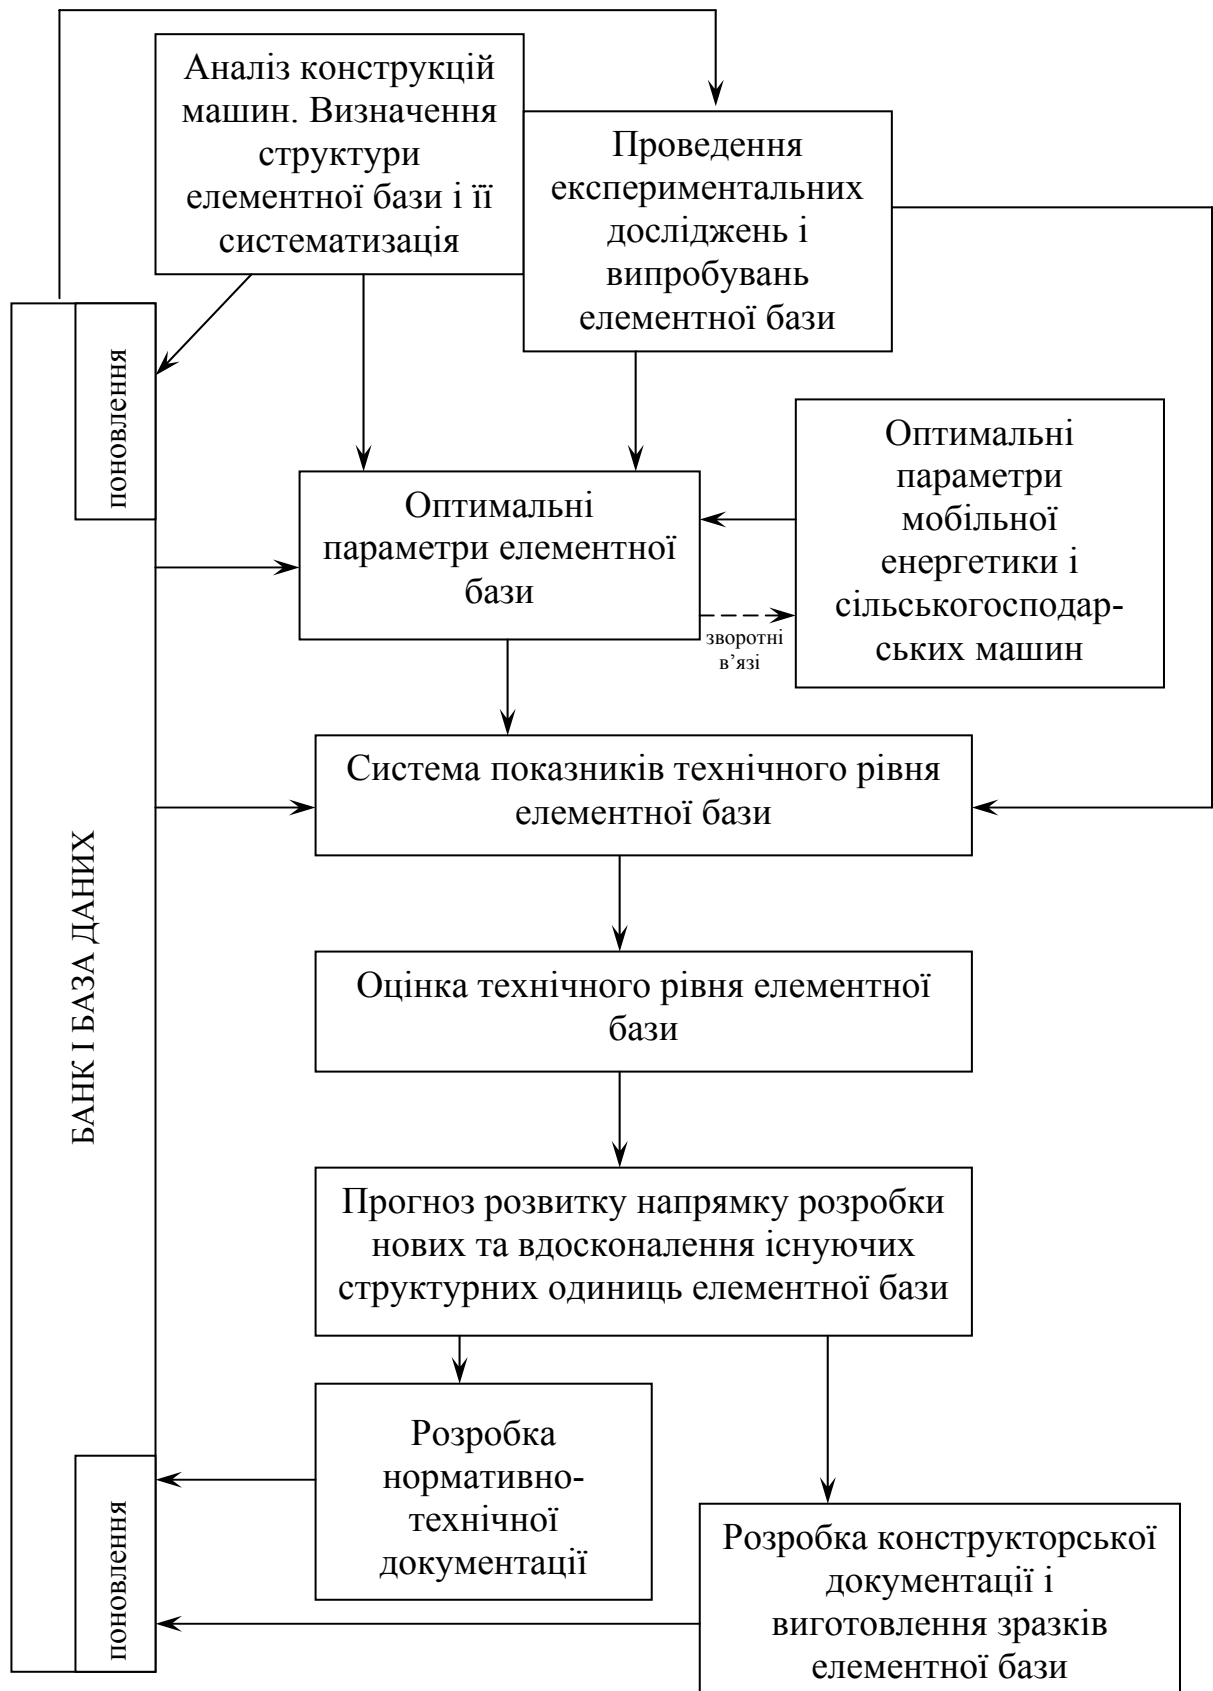 Аналіз конструкцій
машин. Визначення
структури
елементної бази і її
систематизація
Проведення
експериментальних
досліджень і
випробувань
елементної бази
поновлення
Оптимальні
параметри елементної
бази
Оптимальні
параметри
мобільної
енергетики і
сільськогосподар-
ських машин
зворотні
в’язі
Система показників технічного рівня
елементної бази
БАНК І БАЗА ДАНИХ
Оцінка технічного рівня елементної
бази
Прогноз розвитку напрямку розробки
нових та вдосконалення існуючих
структурних одиниць елементної бази
Розробка
нормативно-
технічної
документації
поновлення
Розробка конструкторської
документації і
виготовлення зразків
елементної бази